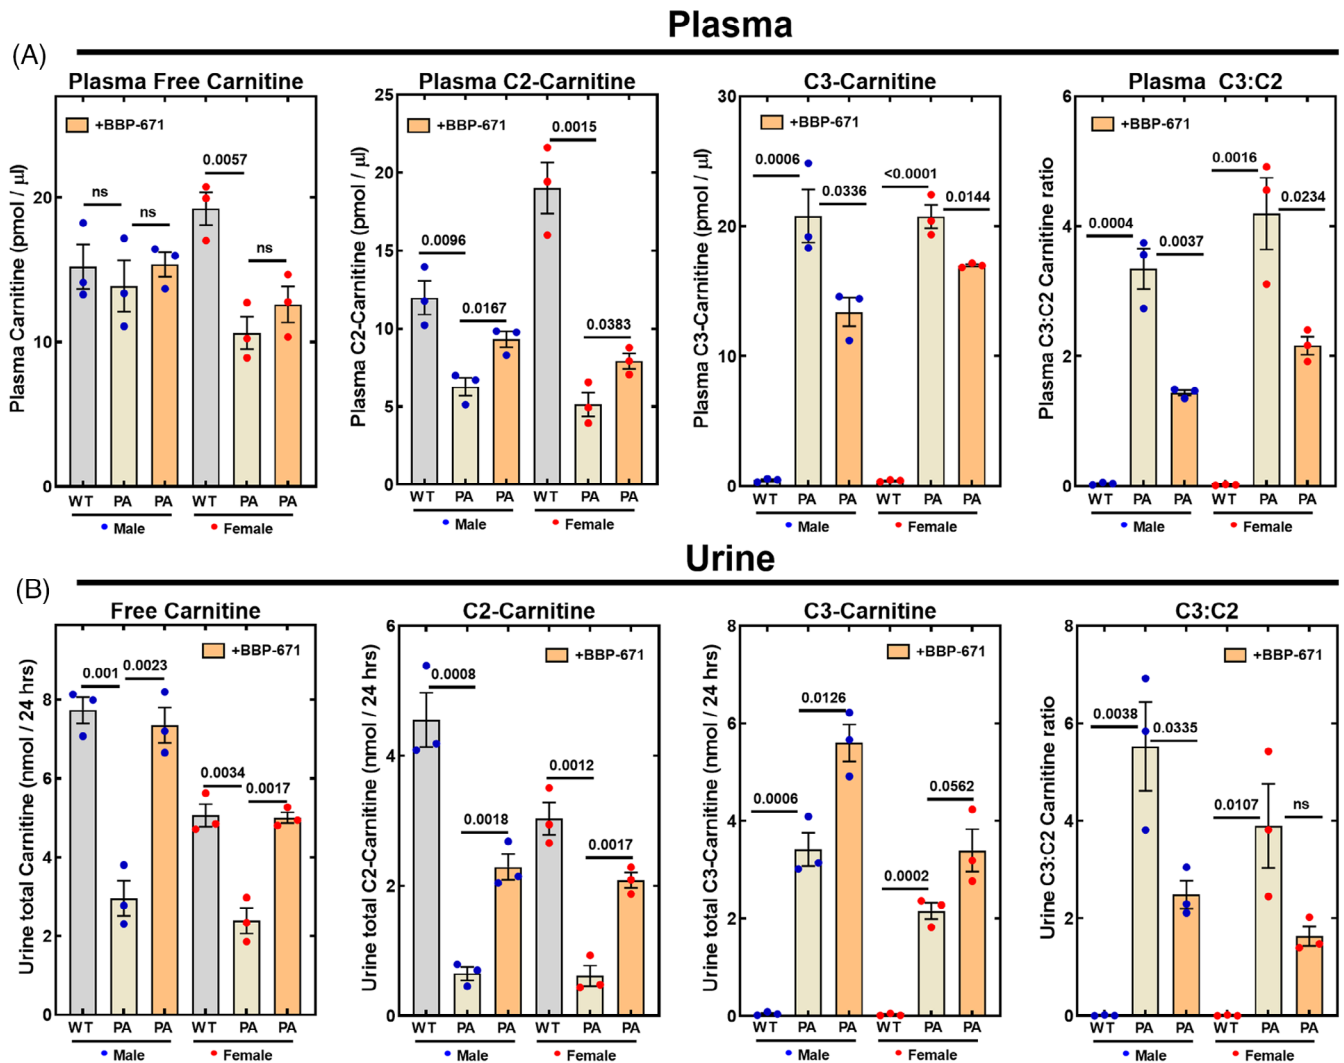 Plasma
(A)
Plasma Free Carnitine
Plasma Carnitine (pmol / μl)
20
10
0
+BBP-671
ns
ns
0.0057
ns
WT PA PA WT PA PA
Male Female
Plasma C2-Carnitine
Plasma C2-Carnitine (pmol / μl)
25
20
15
10
5
0
+BBP-671
0.0096
0.0167
0.0015
0.0383
WT PA PA WT PA PA
Male Female
C3-Carnitine
Plasma C3-Carnitine (pmol / μl)
30
20
10
0
+BBP-671
0.0006
0.0336
<0.0001
0.0144
WT PA PA WT PA PA
Male Female
Plasma C3:C2
Plasma C3:C2 Carnitine ratio
6
4
2
0
+BBP-671
0.0004
0.0037
0.0016
0.0234
WT PA PA WT PA PA
Male Female
Urine
(B)
Free Carnitine
Urine total Carnitine (nmol / 24 hrs)
8
6
4
2
0
+BBP-671
0.001
0.0023
0.0034
0.0017
WT PA PA WT PA PA
Male Female
C2-Carnitine
Urine total C2-Carnitine (nmol / 24 hrs)
6
4
2
0
+BBP-671
0.0008
0.0018
0.0012
0.0017
WT PA PA WT PA PA
Male Female
C3-Carnitine
Urine total C3-Carnitine (nmol / 24 hrs)
8
6
4
2
0
+BBP-671
0.0006
0.0126
0.0002
0.0562
WT PA PA WT PA PA
Male Female
C3:C2
Urine C3:C2 Carnitine ratio
8
6
4
2
0
+BBP-671
0.0038
0.0335
0.0107
ns
WT PA PA WT PA PA
Male Female